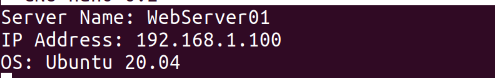 Server Name: WebServer01
IP Address: 192.168.1.100
OS: Ubuntu 20.04